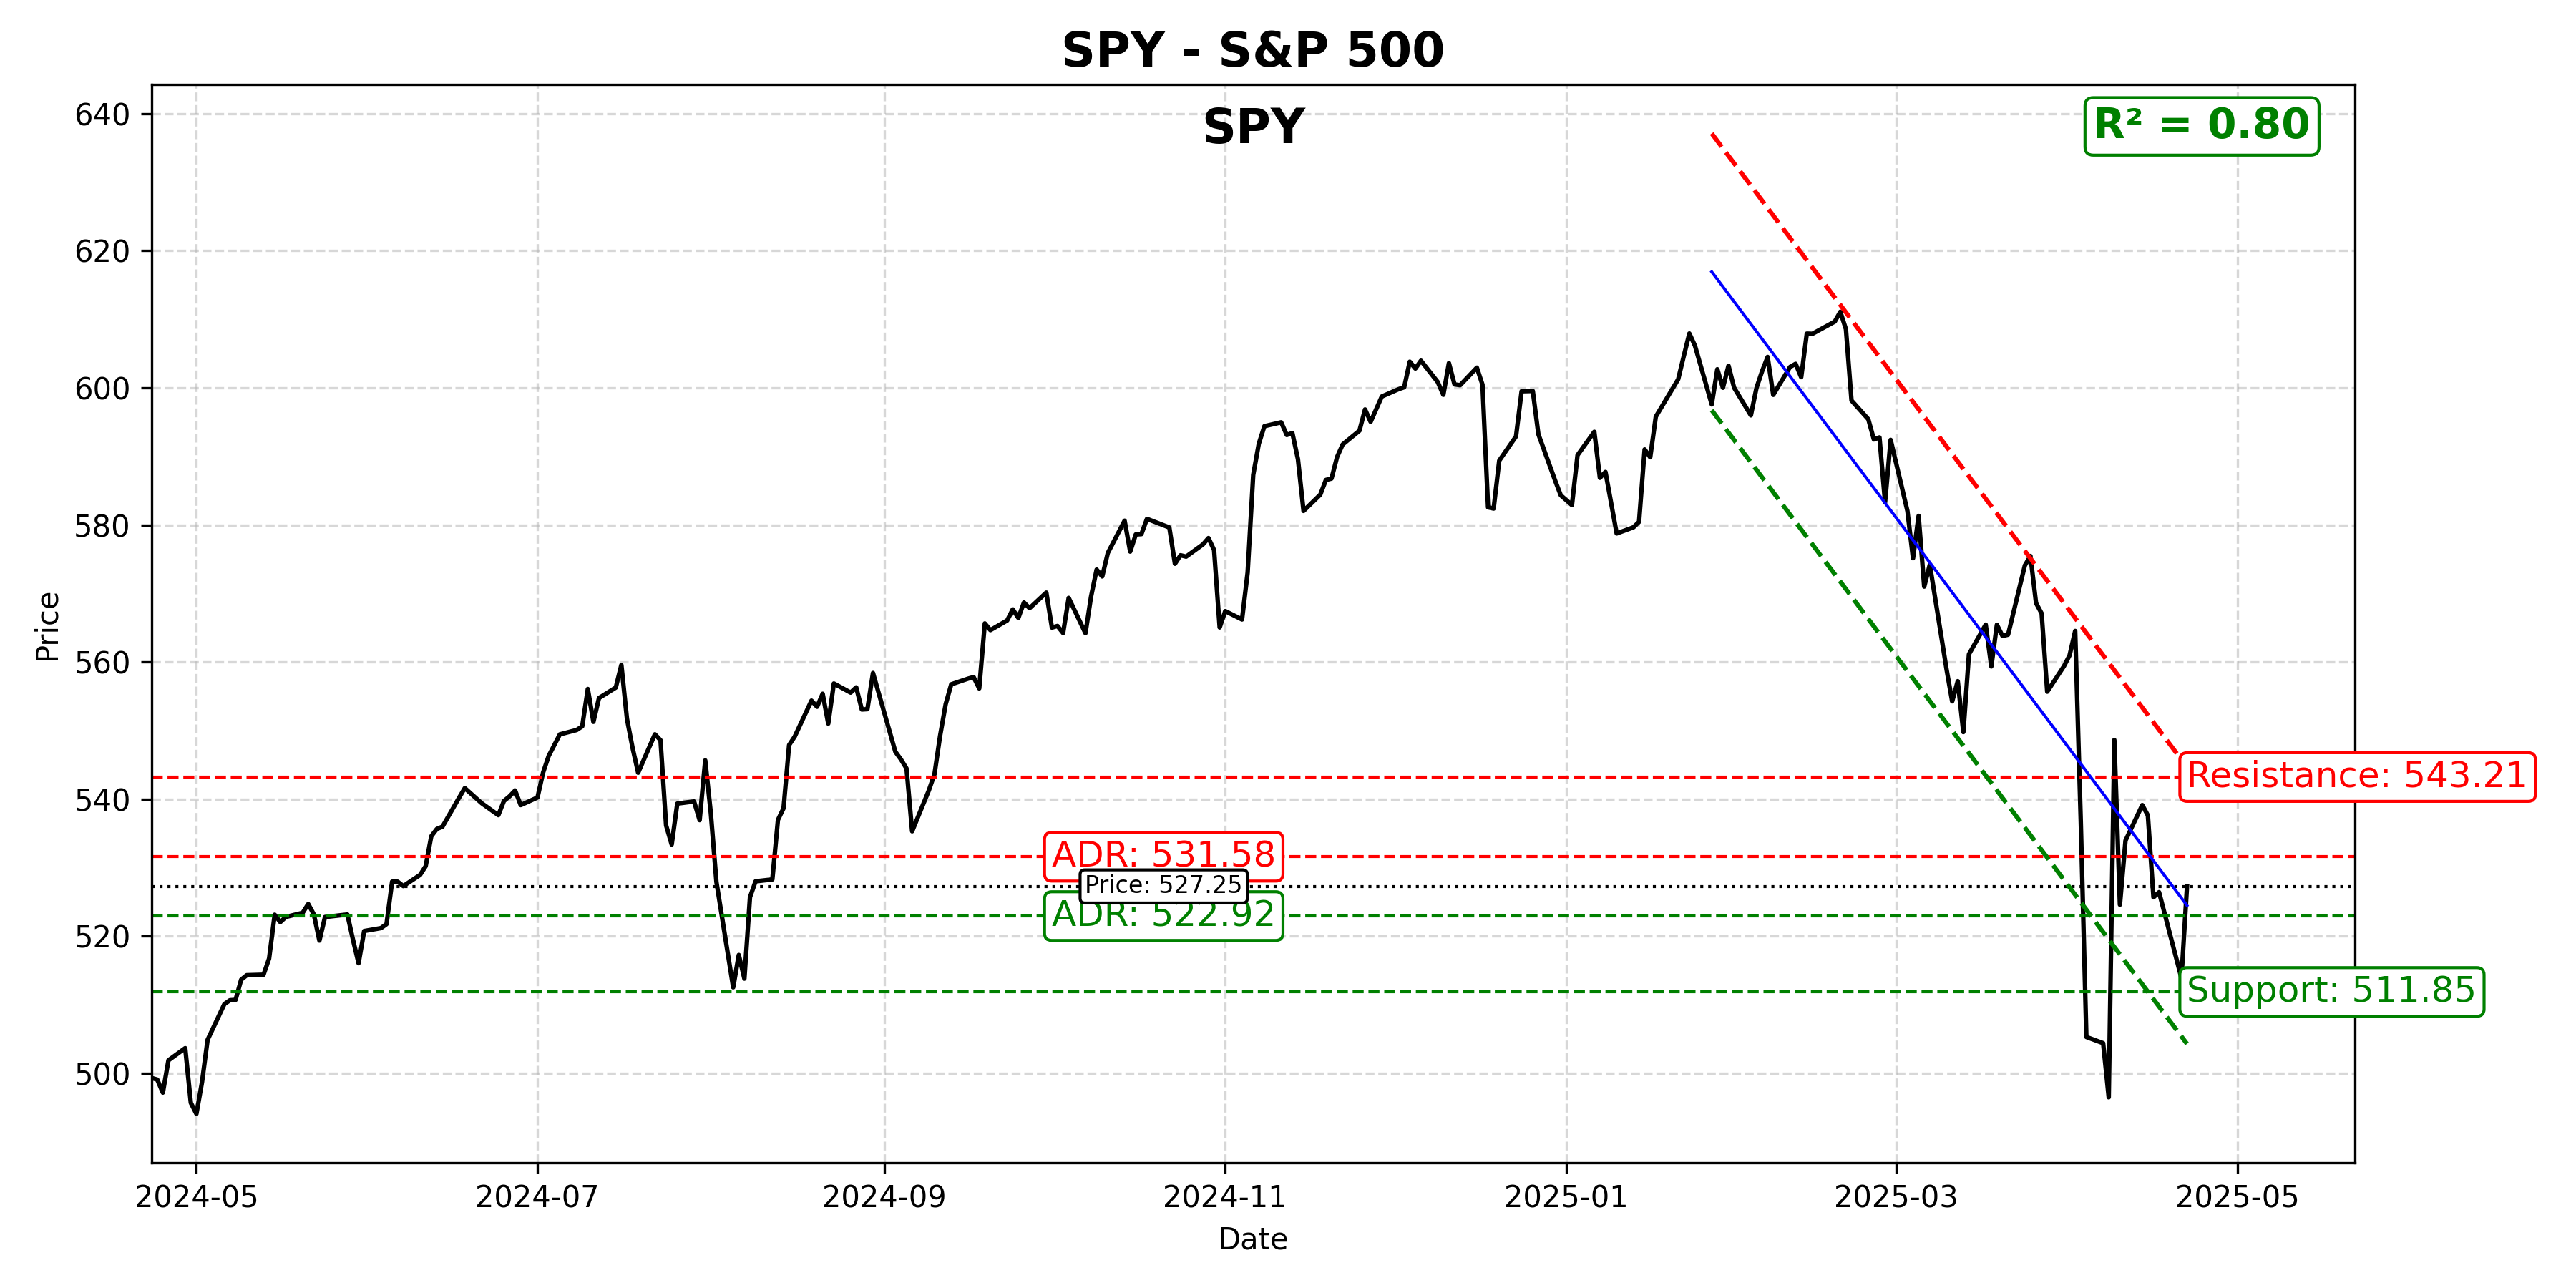 SPY - S&P 500
SPY
R² = 0.80
640
620
600
580
560
540
520
500
Price
Resistance: 543.21
ADR: 531.58
Price: 527.25
ADR: 522.92
Support: 511.85
2024-05
2024-07
2024-09
2024-11
2025-01
2025-03
2025-05
Date